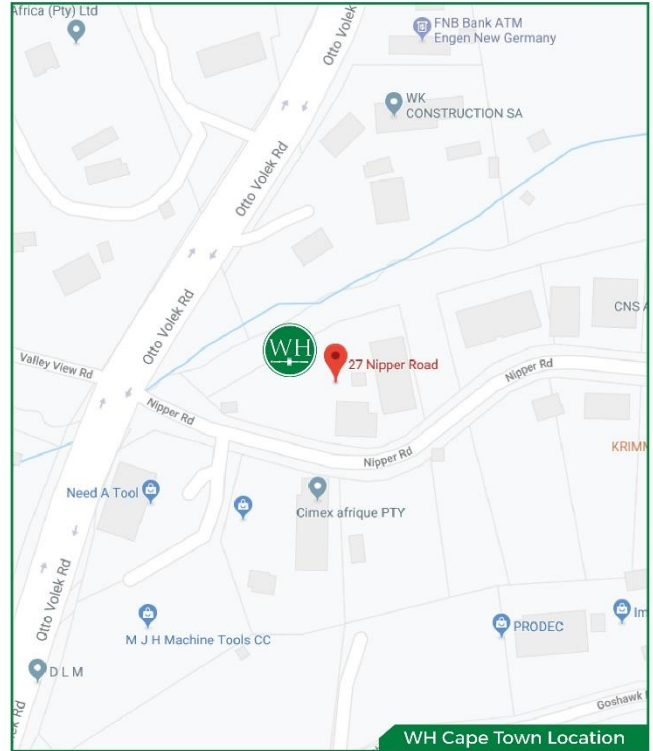 Africa (Pty) Ltd
Otto Volek Rd
FNB Bank ATM
Engen New Germany
WK
CONSTRUCTION SA
Otto Volek Rd
Otto Volek Rd
CNS A
WH
27 Nipper Road
Valley View Rd
Nipper Rd
Nipper Rd
Nipper Rd
KRIMM
Need A Tool
Cimex afrique PTY
Otto Volek Rd
M J H Machine Tools CC
PRODEC
Im
D L M
Goshawk
Volek Rd
WH Cape Town Location